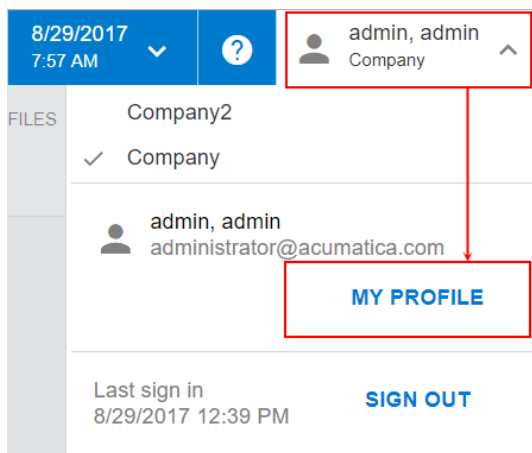 8/29/2017
7:57 AM
?
admin, admin
Company
FILES
Company2
Company
admin, admin
administrator@acumatica.com
MY PROFILE
Last sign in
8/29/2017 12:39 PM
SIGN OUT